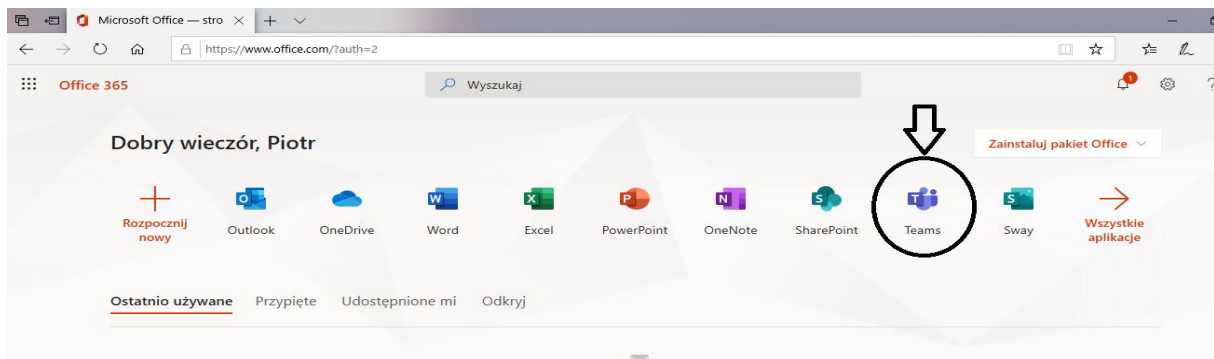 Microsoft Office — stro
https://www.office.com/?auth=2
Office 365
Wyszukaj
1
Dobry wieczór, Piotr
Zainstaluj pakiet Office
Rozpocznij
nowy
Outlook
OneDrive
Word
Excel
PowerPoint
OneNote
SharePoint
Teams
Sway
Wszystkie
aplikacje
Ostatnio używane
Przypięte
Udostępnione mi
Odkryj